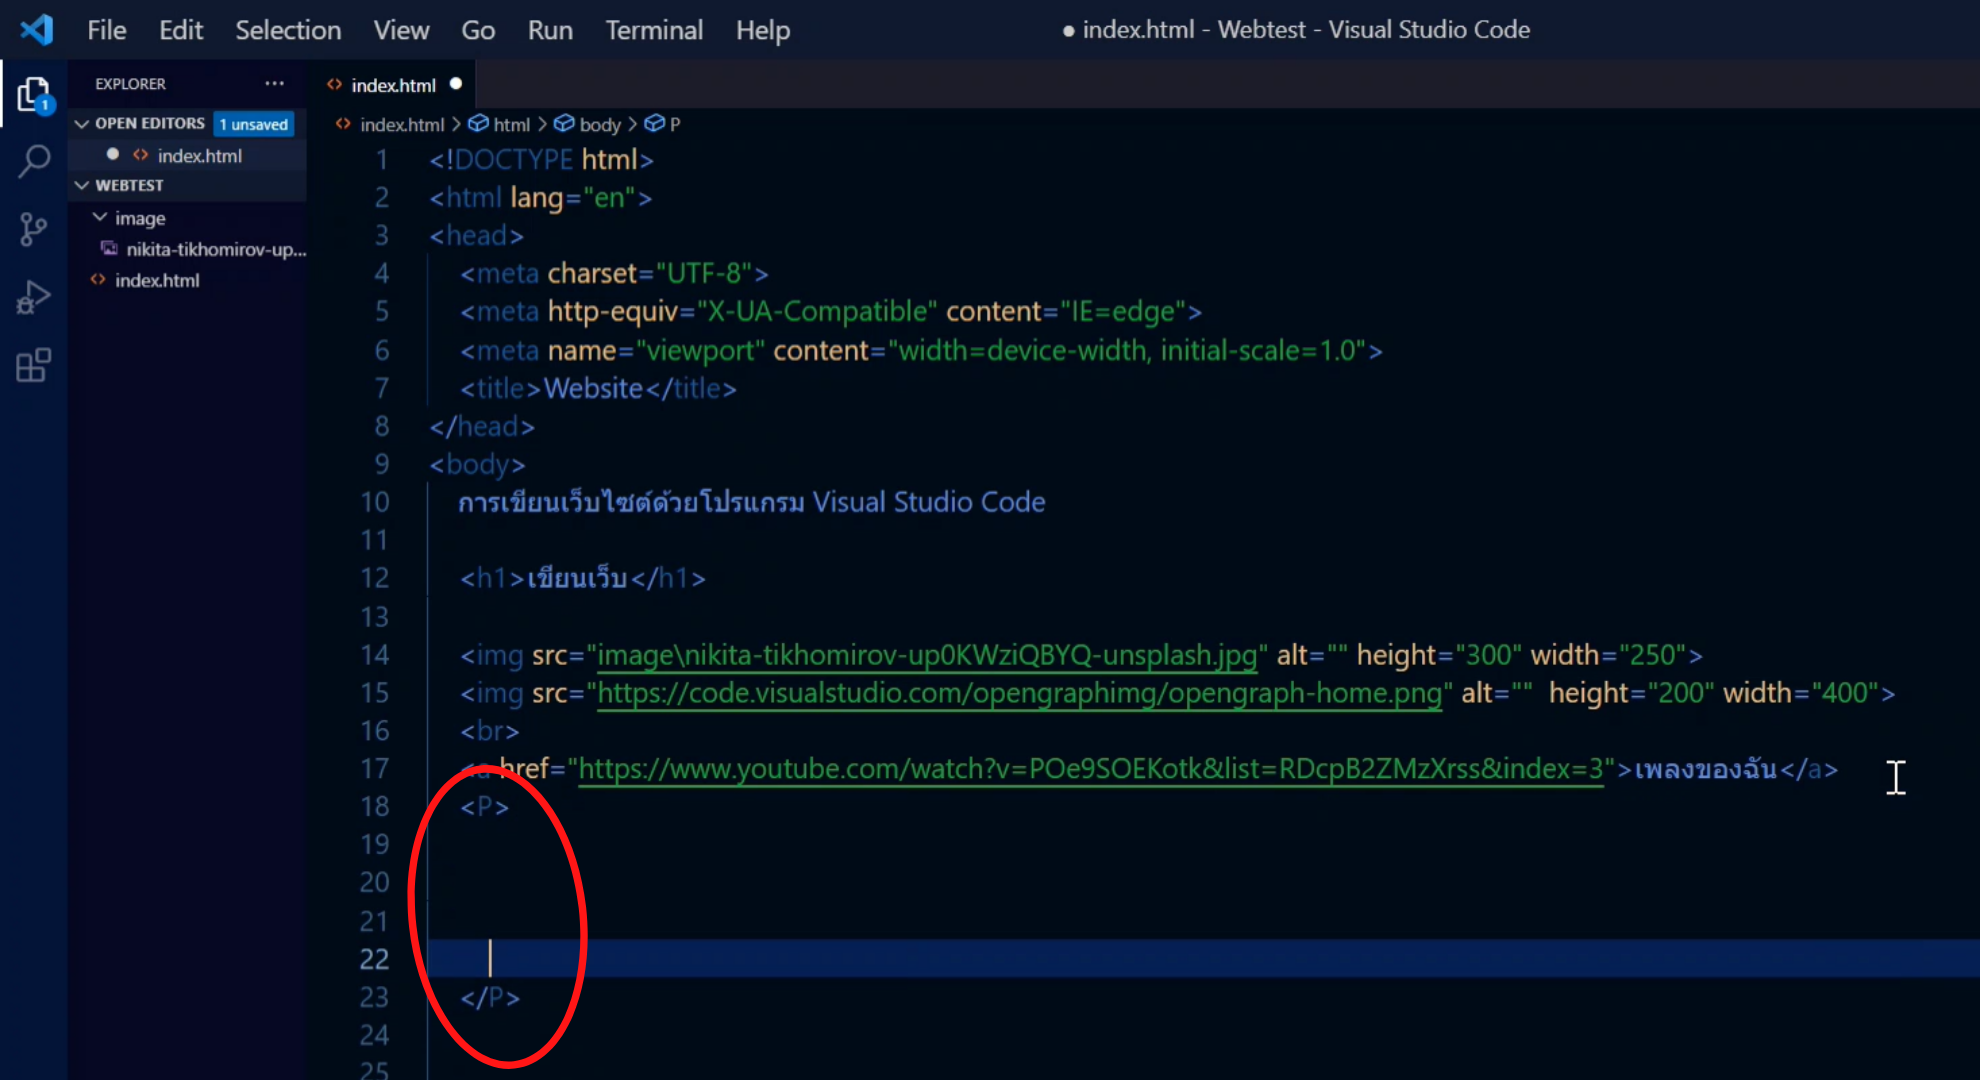 File Edit Selection View Go Run Terminal Help
● index.html - Webtest - Visual Studio Code
EXPLORER ...
OPEN EDITORS 1 unsaved
index.html
WEBTEST
image
nikita-tikhomirov-up...
index.html
1
index.html
index.html > html > body > P
1 <!DOCTYPE html>
2 <html lang="en">
3 <head>
4 <meta charset="UTF-8">
5 <meta http-equiv="X-UA-Compatible" content="IE=edge">
6 <meta name="viewport" content="width=device-width, initial-scale=1.0">
7 <title>Website</title>
8 </head>
9 <body>
10 การเขียนเว็บไซต์ด้วยโปรแกรม Visual Studio Code
11
12 <h1>เขียนเว็บ</h1>
13
14 <img src="image\nikita-tikhomirov-up0KWziQBYQ-unsplash.jpg" alt="" height="300" width="250">
15 <img src="https://code.visualstudio.com/opengraphimg/opengraph-home.png" alt="" height="200" width="400">
16 <br>
17 <a href="https://www.youtube.com/watch?v=POe9SOEKotk&list=RDcpB2ZMzXrss&index=3">เพลงของฉัน</a>
18 <P>
19
20
21
22
23 </P>
24
25